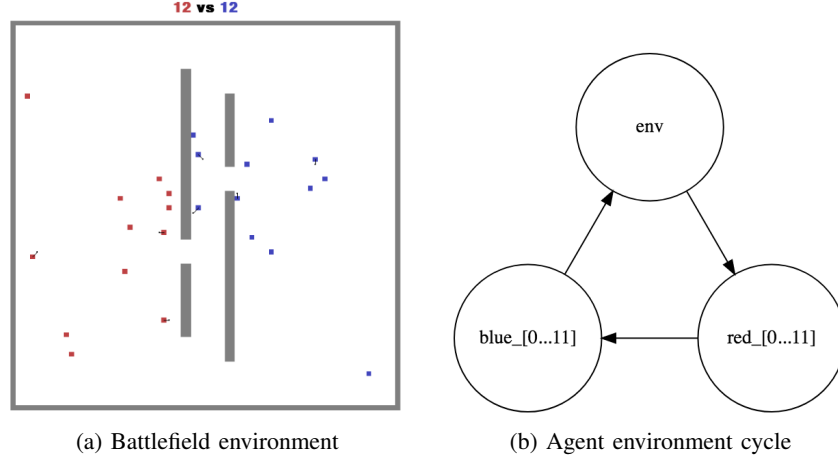 12 vs 12
env
blue_[0...11]
red_[0...11]
(a) Battlefield environment
(b) Agent environment cycle